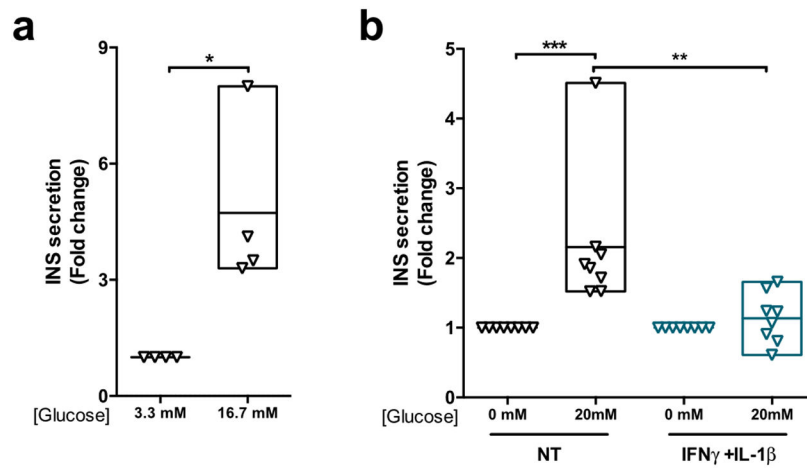 a
*
9
6
3
0
INS secretion
(Fold change)
[Glucose] 3.3 mM 16.7 mM
b
***
**
5
4
3
2
1
0
INS secretion
(Fold change)
[Glucose] 0 mM 20mM 0 mM 20mM
NT IFNγ +IL-1β